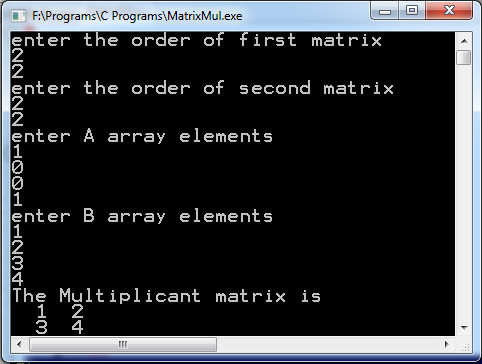 F:\Programs\C Programs\MatrixMul.exe
enter the order of first matrix
2
2
enter the order of second matrix
2
2
enter A array elements
1
0
0
1
enter B array elements
1
2
3
4
The Multiplicant matrix is
1 2
3 4